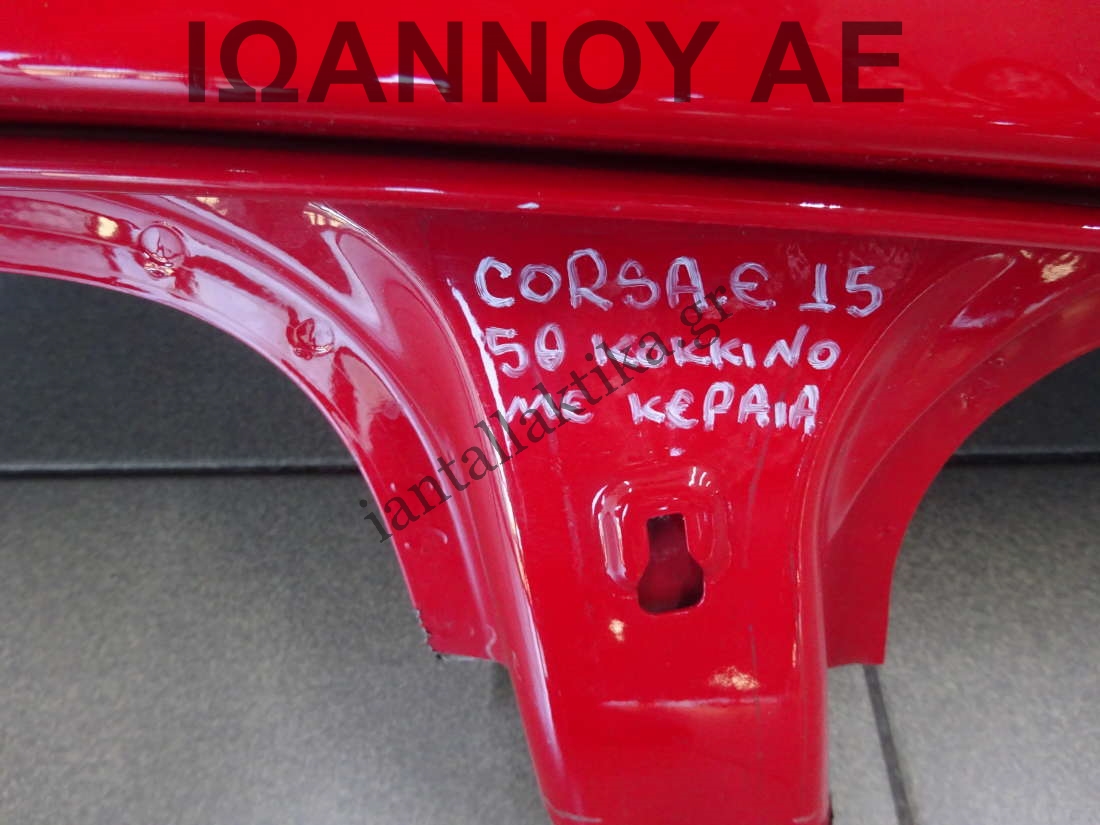 ΙΩΑΝΝΟΥ ΑΕ
CORSA.E 15
5Θ ΚΟΚΚΙΝΟ
ΜΕ ΚΕΡΑΙΑ
iantallaktika.gr